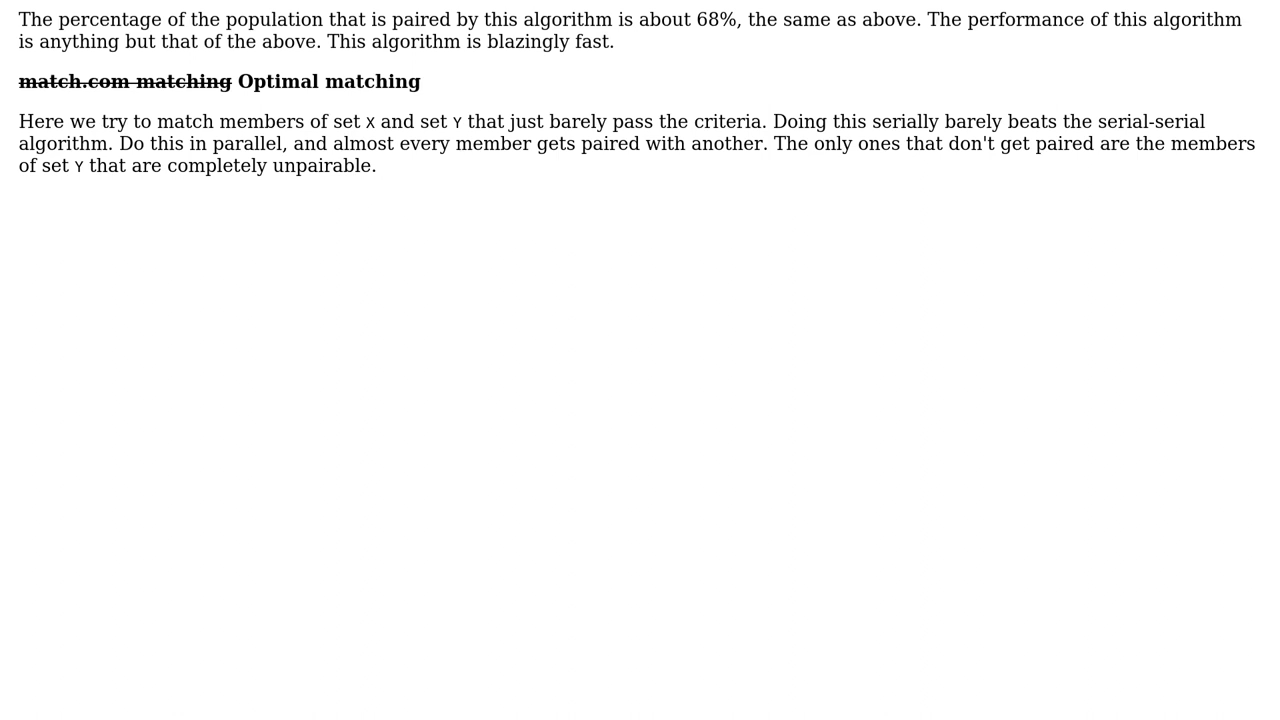 The percentage of the population that is paired by this algorithm is about 68%, the same as above. The performance of this algorithm
is anything but that of the above. This algorithm is blazingly fast.
match.com matching Optimal matching
Here we try to match members of set X and set Y that just barely pass the criteria. Doing this serially barely beats the serial-serial
algorithm. Do this in parallel, and almost every member gets paired with another. The only ones that don't get paired are the members
of set Y that are completely unpairable.